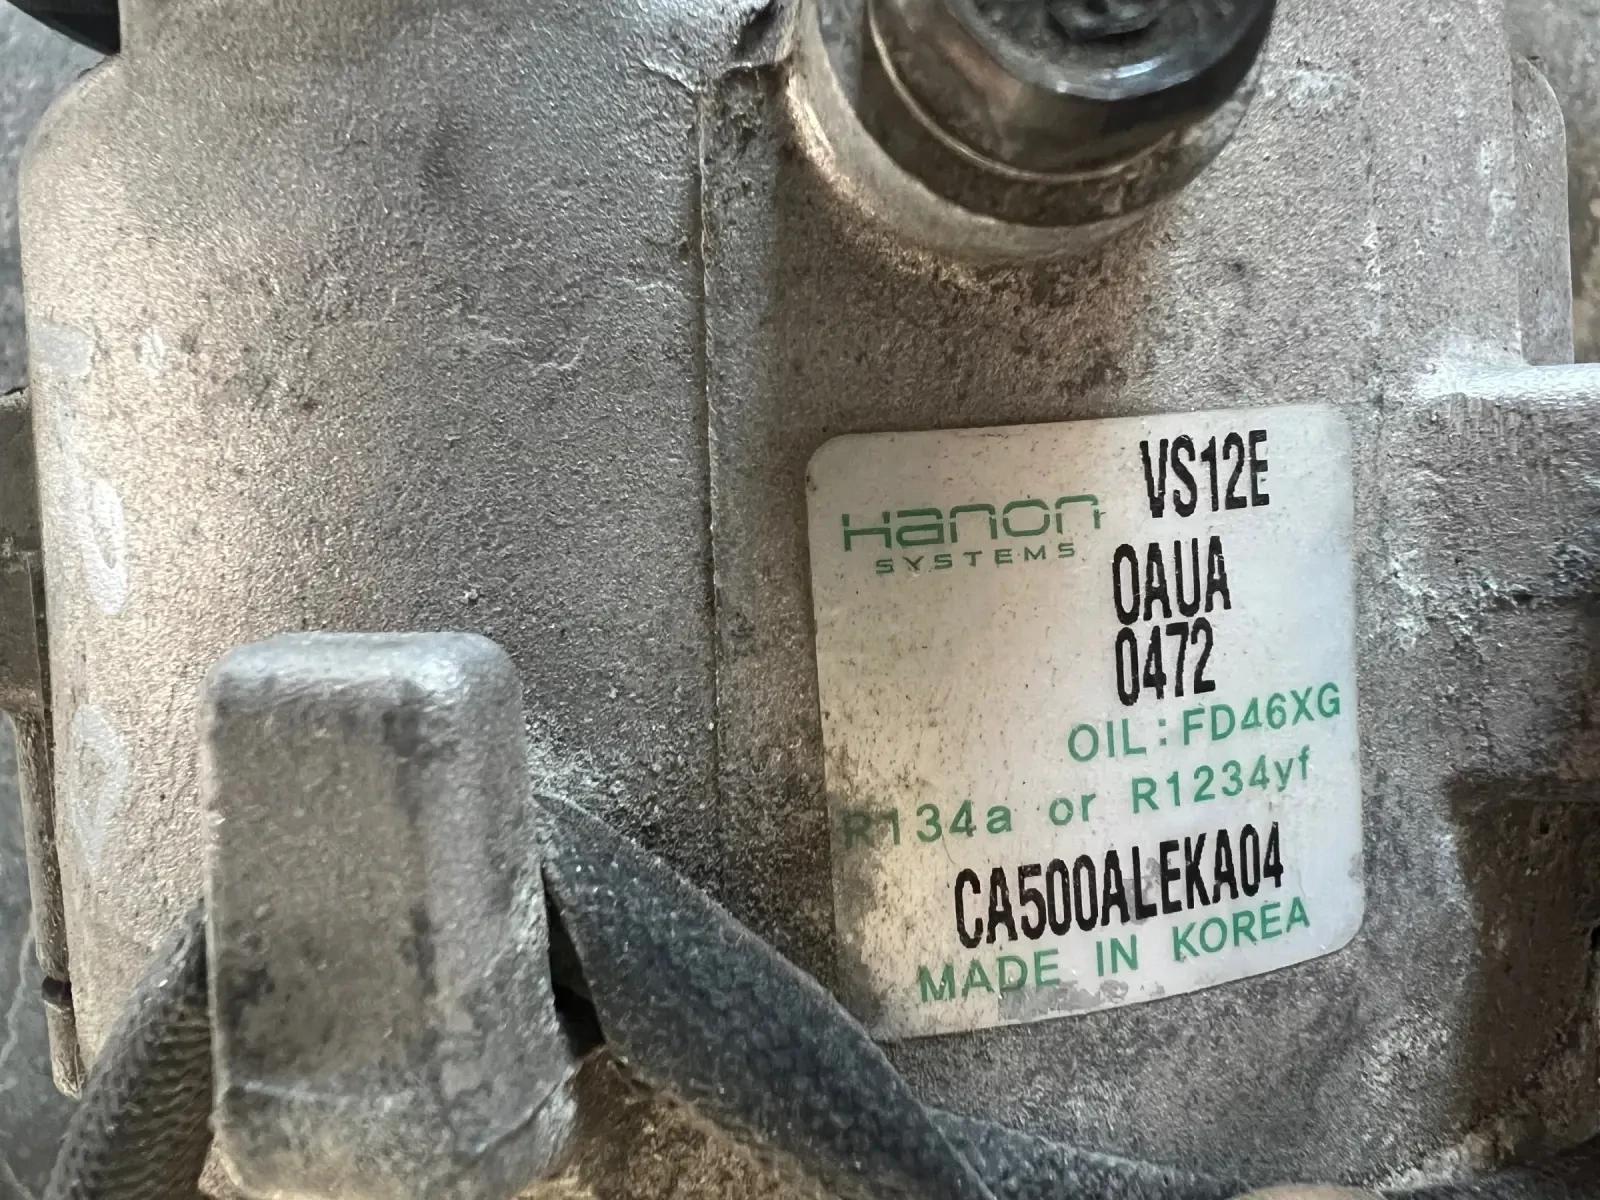 VS12E
Hanon
SYSTEMS
0AUA
0472
OIL:FD46XG
R134a or R1234yf
CA500ALEKA04
MADE IN KOREA